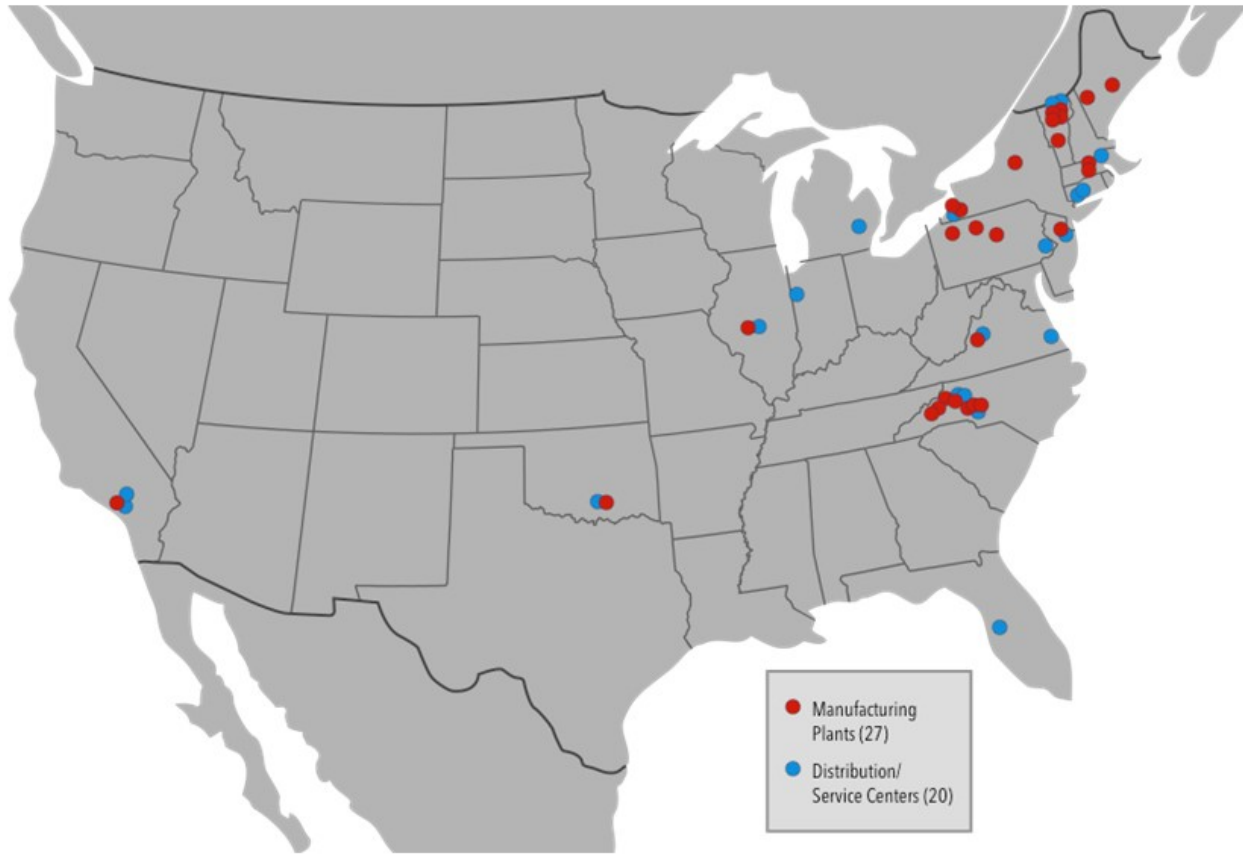 Manufacturing
Plants (27)
Distribution/
Service Centers (20)